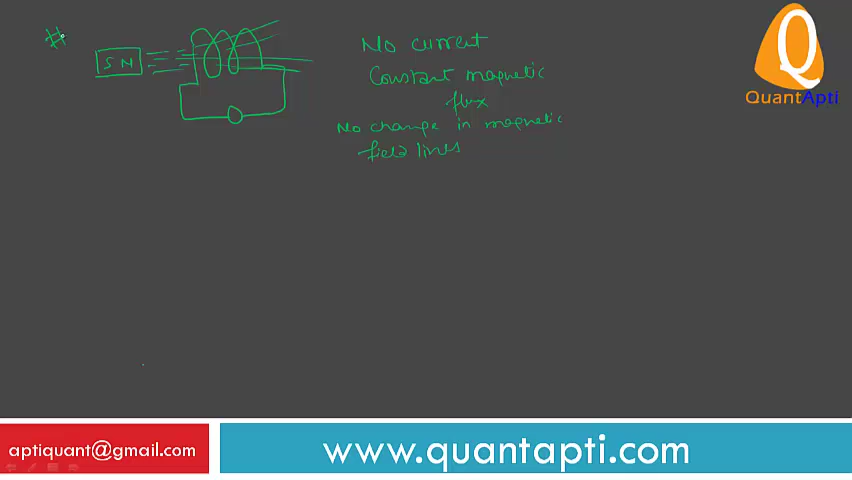 #
S N
No current
Constant magnetic
flux
No change in magnetic
field lines
Q
QuantApti
aptiquant@gmail.com
www.quantapti.com